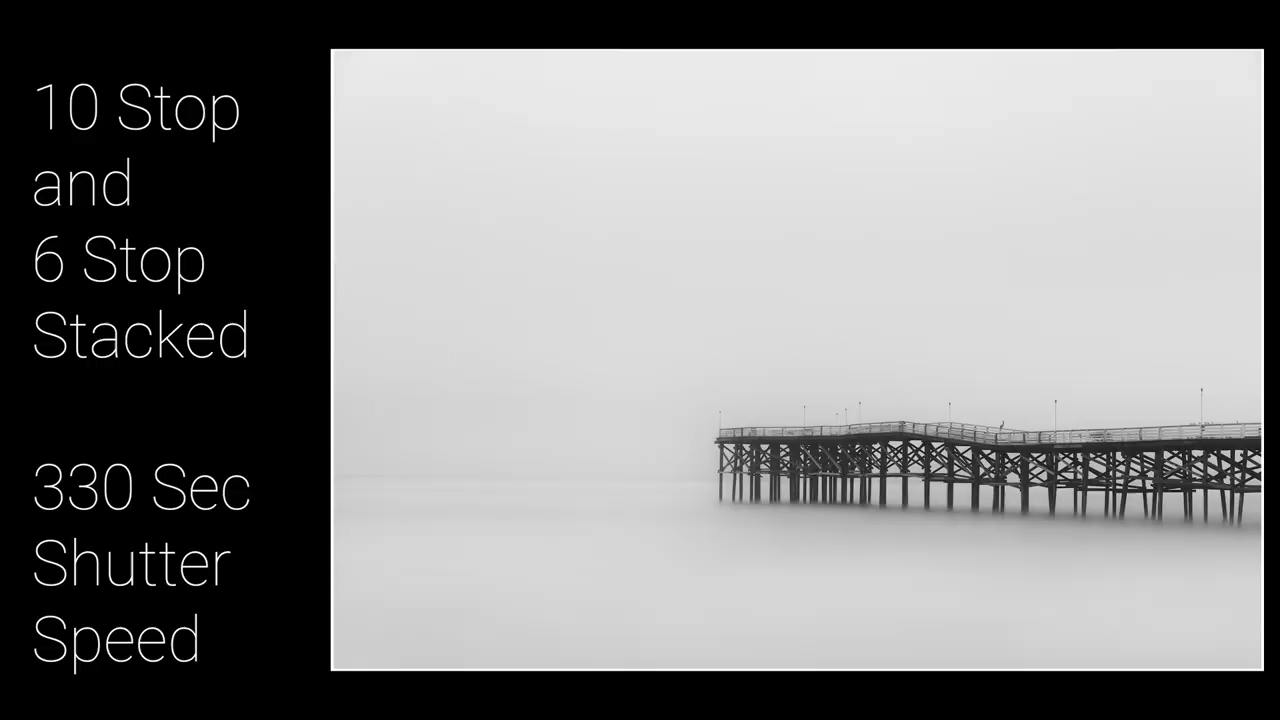 10 Stop
and
6 Stop
Stacked
330 Sec
Shutter
Speed